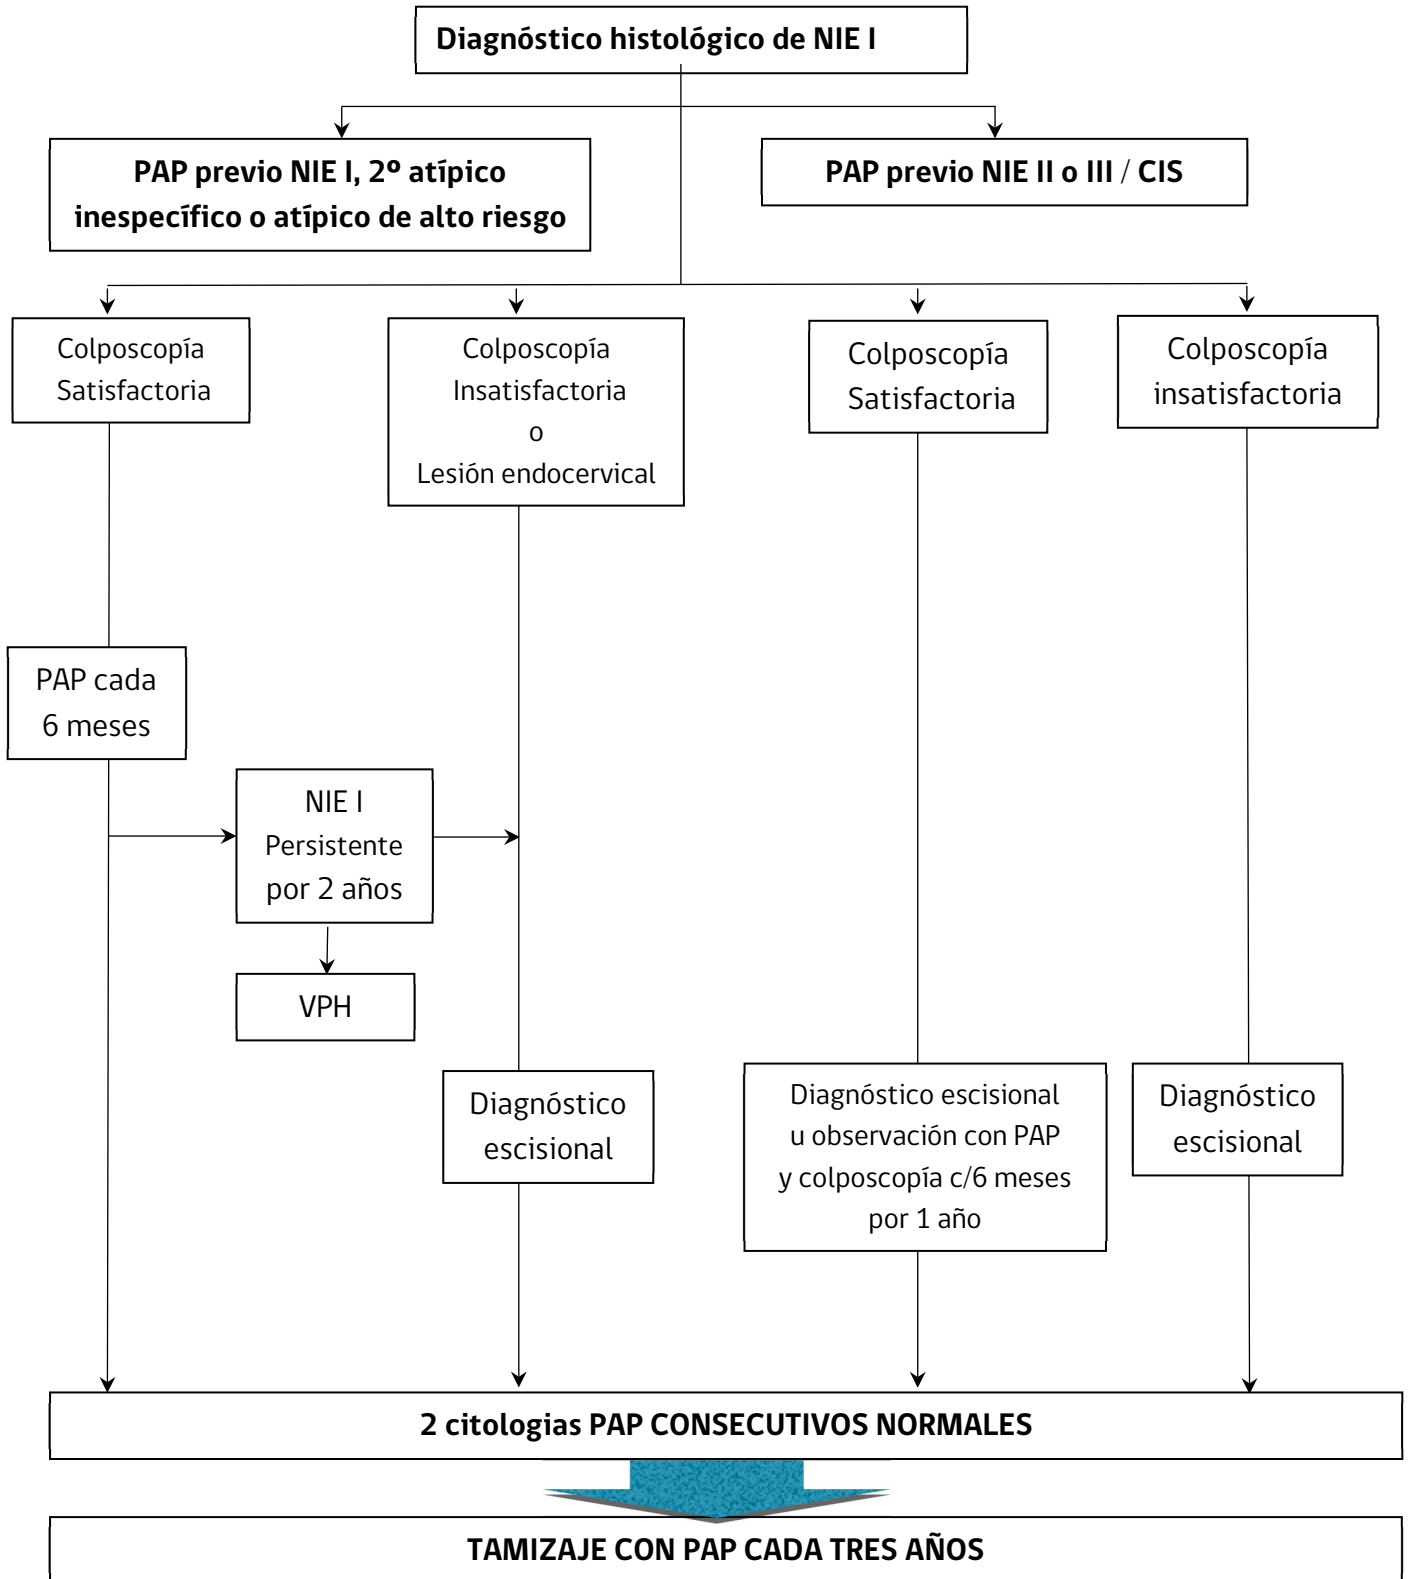 Diagnóstico histológico de NIE I
PAP previo NIE I, 2º atípico
inespecífico o atípico de alto riesgo
PAP previo NIE II o III / CIS
Colposcopía
Satisfactoria
Colposcopía
Insatisfactoria
o
Lesión endocervical
Colposcopía
Satisfactoria
Colposcopía
insatisfactoria
PAP cada
6 meses
NIE I
Persistente
por 2 años
VPH
Diagnóstico
escisional
Diagnóstico escisional
u observación con PAP
y colposcopía c/6 meses
por 1 año
Diagnóstico
escisional
2 citologias PAP CONSECUTIVOS NORMALES
TAMIZAJE CON PAP CADA TRES AÑOS